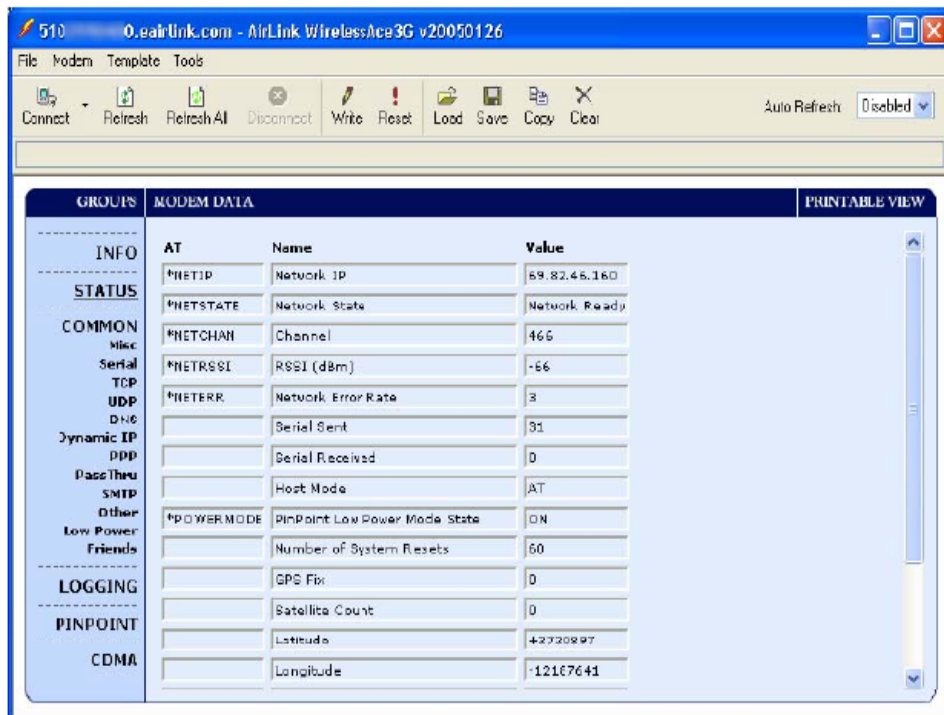 510 0.eairlink.com - AirLink WirelessAce3G v20050126
File Modem Template Tools
Connect Refresh Refresh All Disconnect Write Reset Load Save Copy Clear Auto Refresh: Disabled
GROUPS MODEM DATA PRINTABLE VIEW
INFO
STATUS
COMMON
Misc
Serial
TCP
UDP
DNS
Dynamic IP
PPP
PassThru
SMTP
Other
Low Power
Friends
LOGGING
PINPOINT
CDMA
AT Name Value
*NETIP Network IP 69.82.46.160
*NETSTATE Network State Network Ready
*NETCHAN Channel 466
*NETRSSI RSSI (dBm) -66
*NETERR Network Error Rate 3
Serial Sent 31
Serial Received 0
Host Mode AT
*POWERMODE PinPoint Low Power Mode State ON
Number of System Resets 60
GPS Fix 0
Satellite Count 0
Latitude
Longitude -12187641